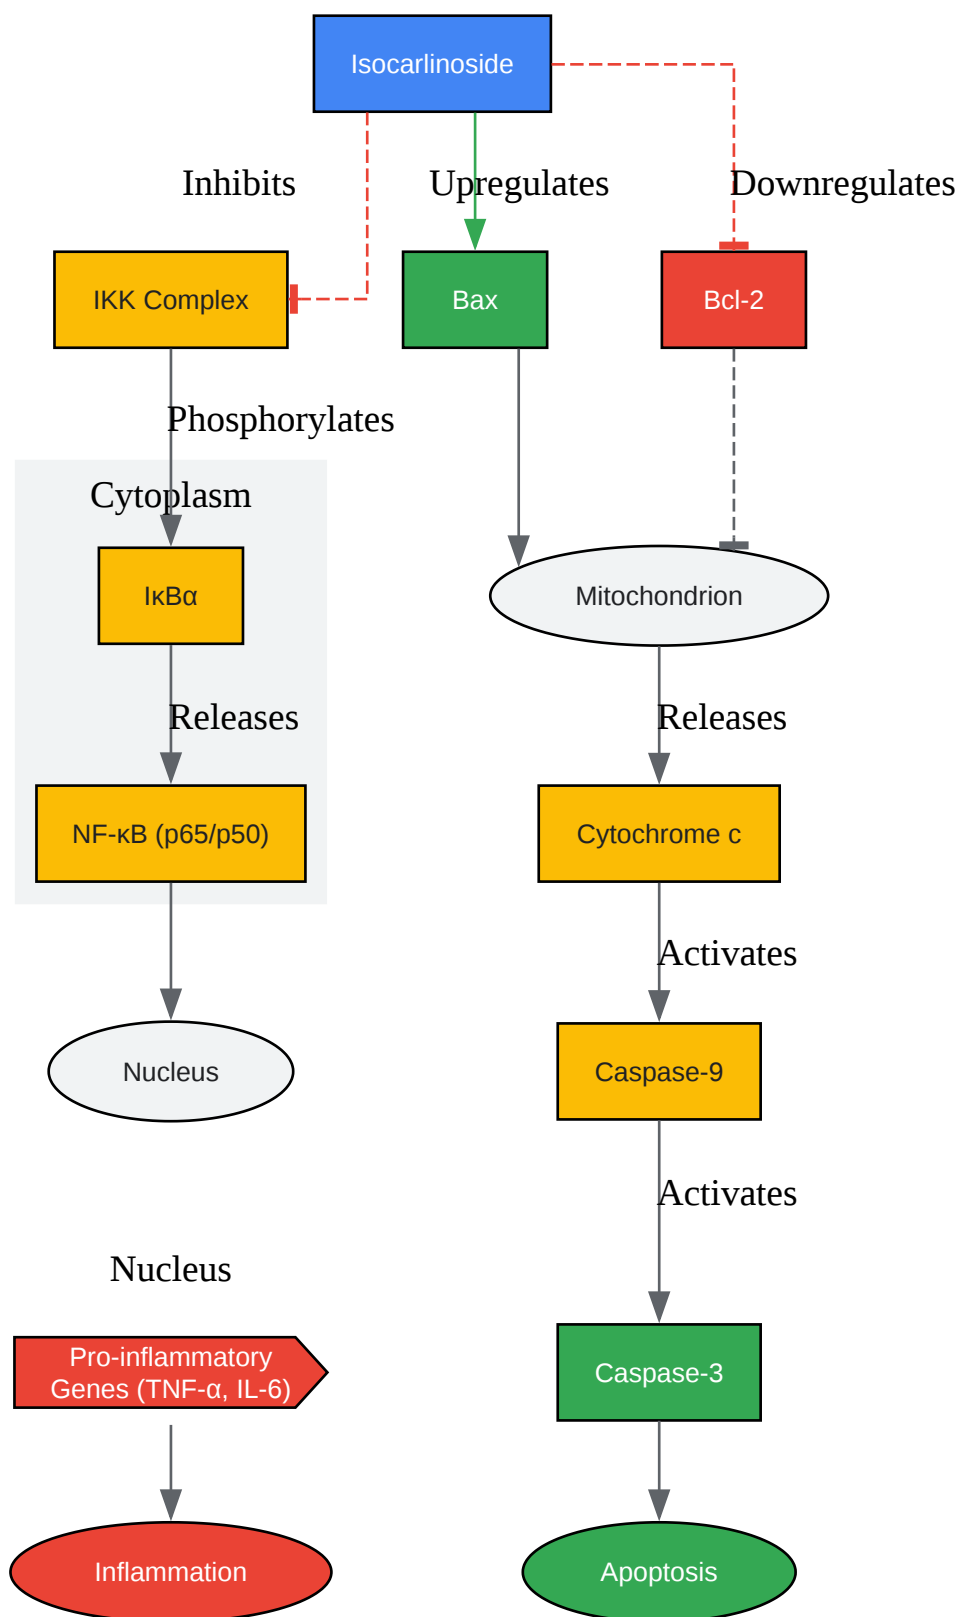 Isocarlinoside
Inhibits
Upregulates
Downregulates
IKK Complex
Bax
Bcl-2
Phosphorylates
Cytoplasm
IκBα
Mitochondrion
Releases
Releases
NF-κB (p65/p50)
Cytochrome c
Activates
Nucleus
Caspase-9
Activates
Nucleus
Pro-inflammatory
Genes (TNF-α, IL-6)
Caspase-3
Inflammation
Apoptosis